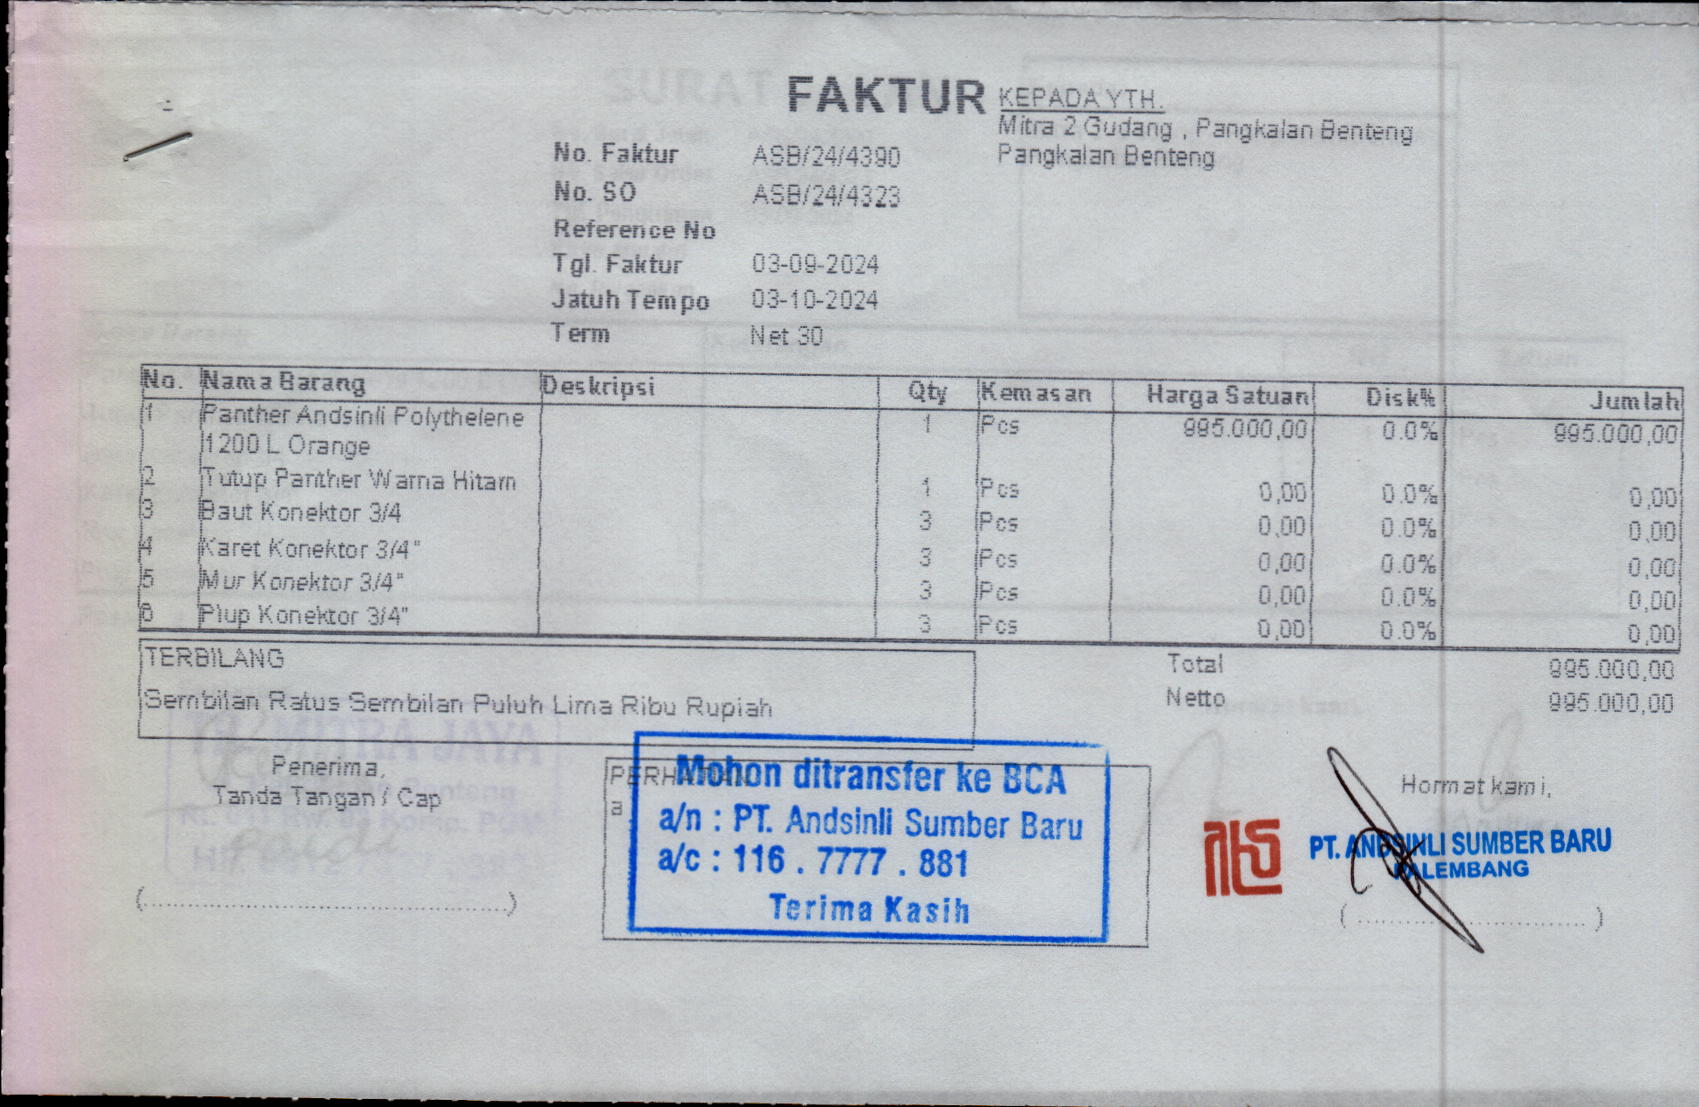 FAKTUR
KEPADA YTH.
Mitra 2 Gudang , Pangkalan Benteng
Pangkalan Benteng
No. Faktur ASB/24/4390
No. SO ASB/24/4323
Reference No
Tgl. Faktur 03-09-2024
Jatuh Tempo 03-10-2024
Term Net 30
No. Nama Barang Deskripsi Qty Kemasan Harga Satuan Disk% Jumlah
1 Panther Andsinli Polythelene 1 Pcs 995.000,00 0.0% 995.000,00
1200 L Orange
2 Tutup Panther Warna Hitam 1 Pcs 0,00 0.0% 0,00
3 Baut Konektor 3/4 3 Pcs 0,00 0.0% 0,00
4 Karet Konektor 3/4" 3 Pcs 0,00 0.0% 0,00
5 Mur Konektor 3/4" 3 Pcs 0,00 0.0% 0,00
6 Plup Konektor 3/4" 3 Pcs 0,00 0.0% 0,00
TERBILANG
Sembilan Ratus Sembilan Puluh Lima Ribu Rupiah
Total 995.000,00
Netto 995.000,00
Penerima,
Tanda Tangan / Cap
(..............................................)
PERHATIAN
a
Mohon ditransfer ke BCA
a/n : PT. Andsinli Sumber Baru
a/c : 116 . 7777 . 881
Terima Kasih
Hormat kami,
PT. ANDSINLI SUMBER BARU
PALEMBANG
( .............................. )